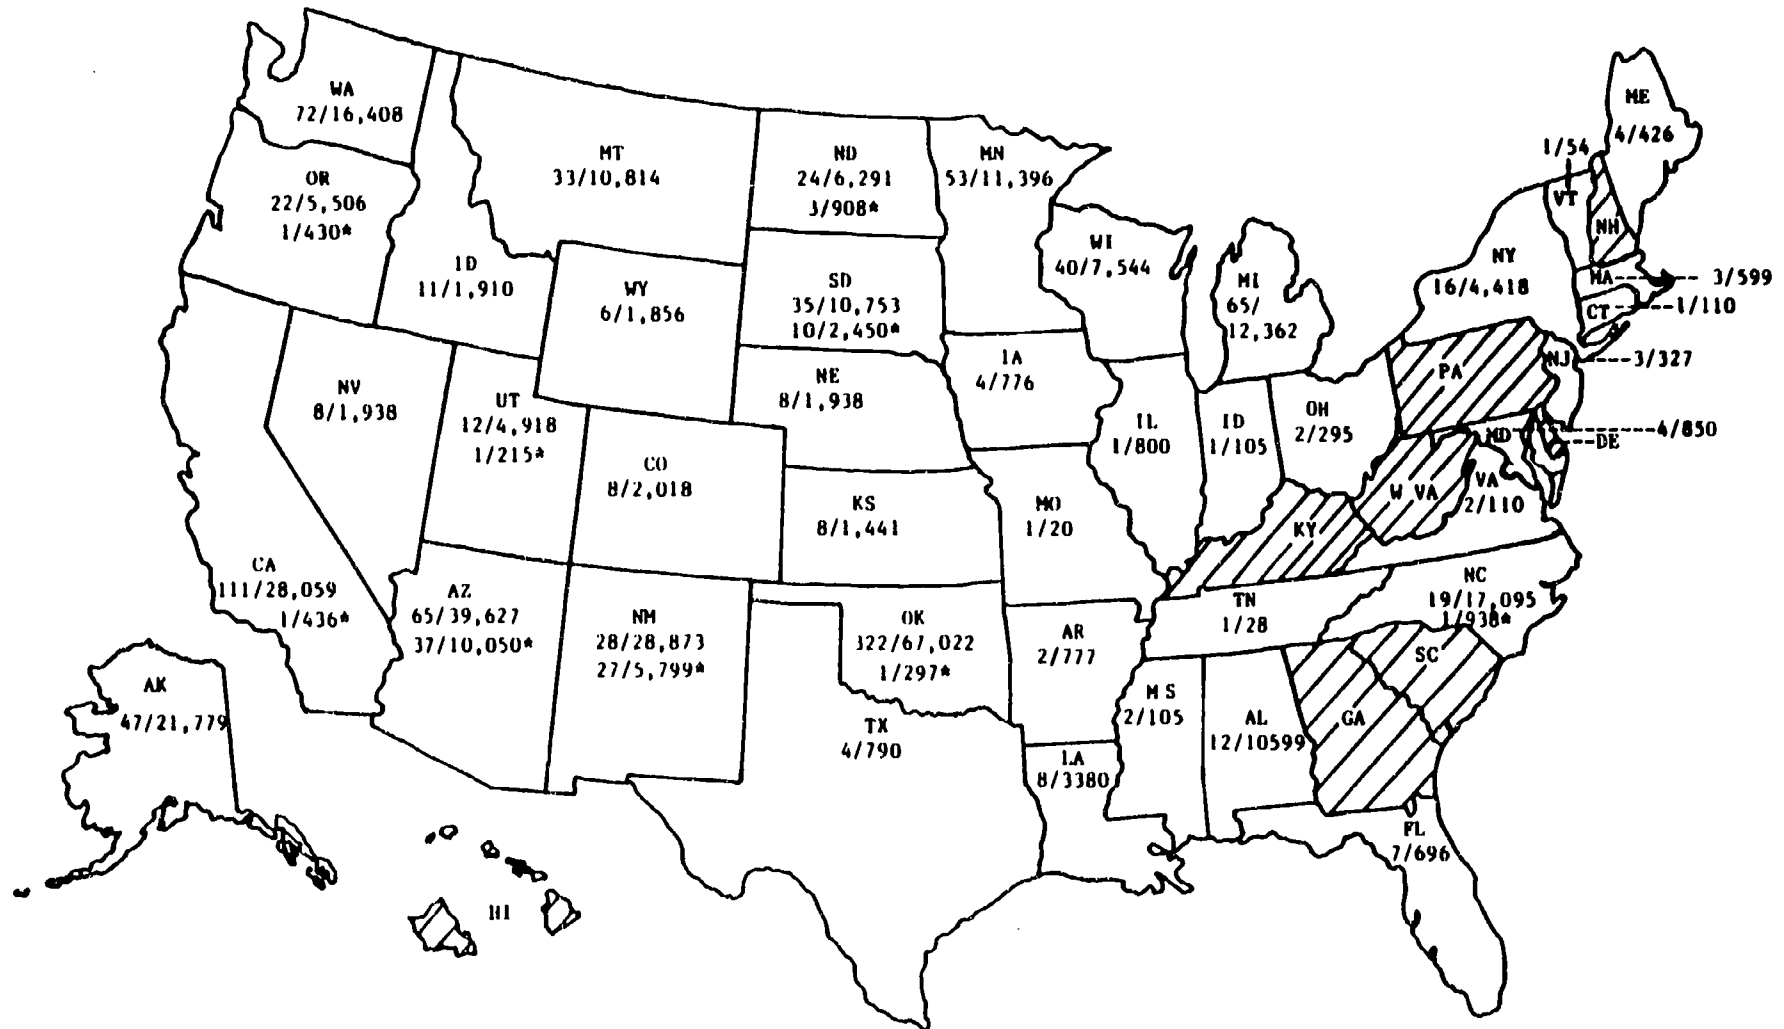 WA
72/16,408
OR
22/5,506
1/430*
CA
111/28,059
1/436*
NV
8/1,938
ID
11/1,910
MT
33/10,814
WY
6/1,856
UT
12/4,918
1/215*
CO
8/2,018
AZ
65/39,627
37/10,050*
NM
28/28,873
27/5,799*
ND
24/6,291
3/908*
SD
35/10,753
10/2,450*
NE
8/1,938
KS
8/1,441
OK
322/67,022
1/297*
TX
4/790
MN
53/11,396
IA
4/776
MO
1/20
AR
2/777
LA
8/3380
WI
40/7,544
IL
1/800
MI
65/
12,362
ID
1/105
OH
2/295
KY
TN
1/28
MS
2/105
AL
12/10599
GA
FL
7/696
SC
NC
19/17,095
1/938*
VA
2/110
W VA
PA
NY
16/4,418
1/54
VT
NH
ME
4/426
MA ----- 3/599
CT -----1/110
NJ ----3/327
MD -----4/850
--DE
AK
47/21,779
HI